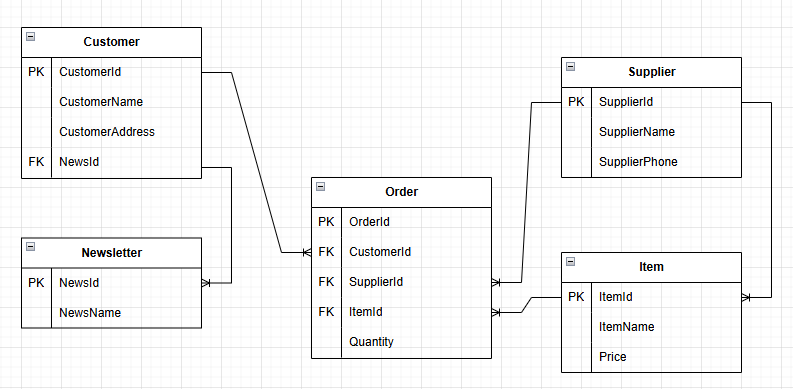 Customer
PK CustomerId
CustomerName
CustomerAddress
FK NewsId
Newsletter
PK NewsId
NewsName
Order
PK OrderId
FK CustomerId
FK SupplierId
FK ItemId
Quantity
Supplier
PK SupplierId
SupplierName
SupplierPhone
Item
PK ItemId
ItemName
Price